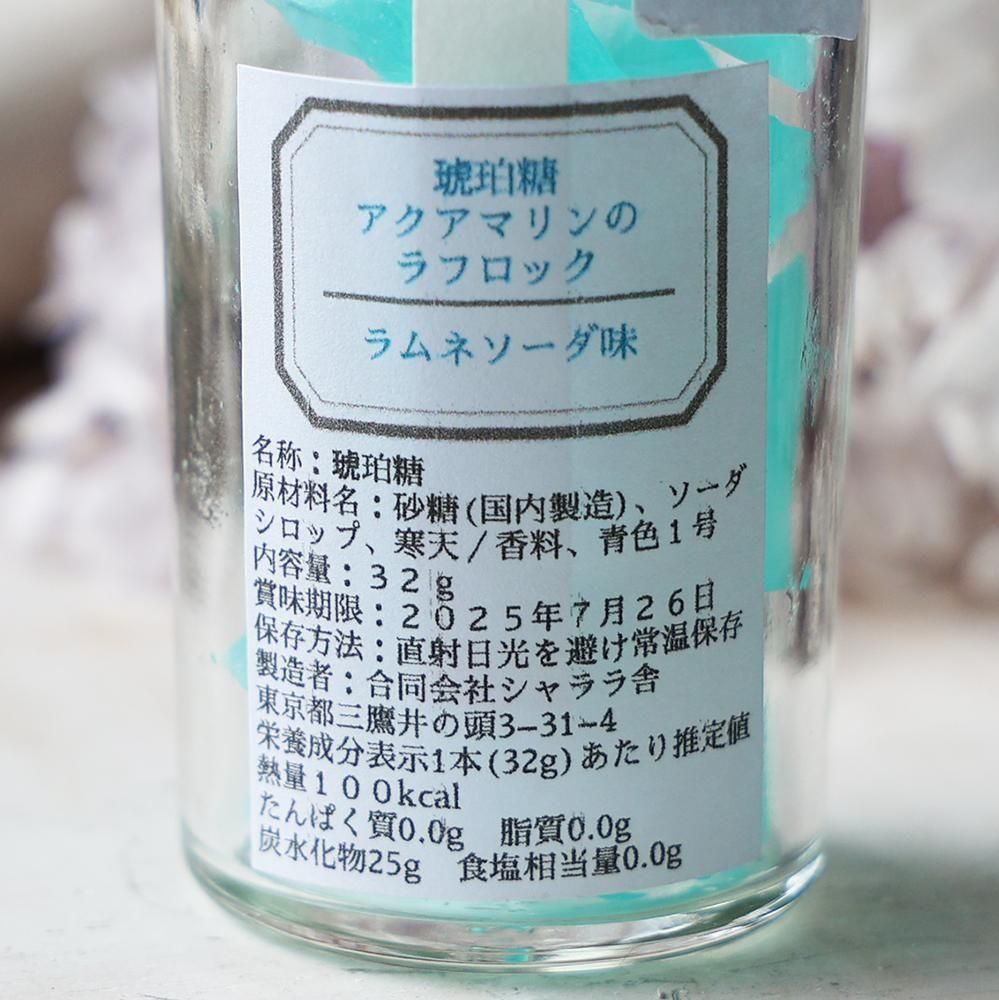 琥珀糖
アクアマリンの
ラフロック
ラムネソーダ味
名称：琥珀糖
原材料名：砂糖(国内製造)、ソーダ
シロップ、寒天/香料、青色1号
内容量：３２ｇ
賞味期限：２０２５年７月２６日
保存方法：直射日光を避け常温保存
製造者：合同会社シャララ舎
東京都三鷹井の頭3-31-4
栄養成分表示1本(32g)あたり推定値
熱量１００kcal
たんぱく質0.0g　脂質0.0g
炭水化物25g　食塩相当量0.0g